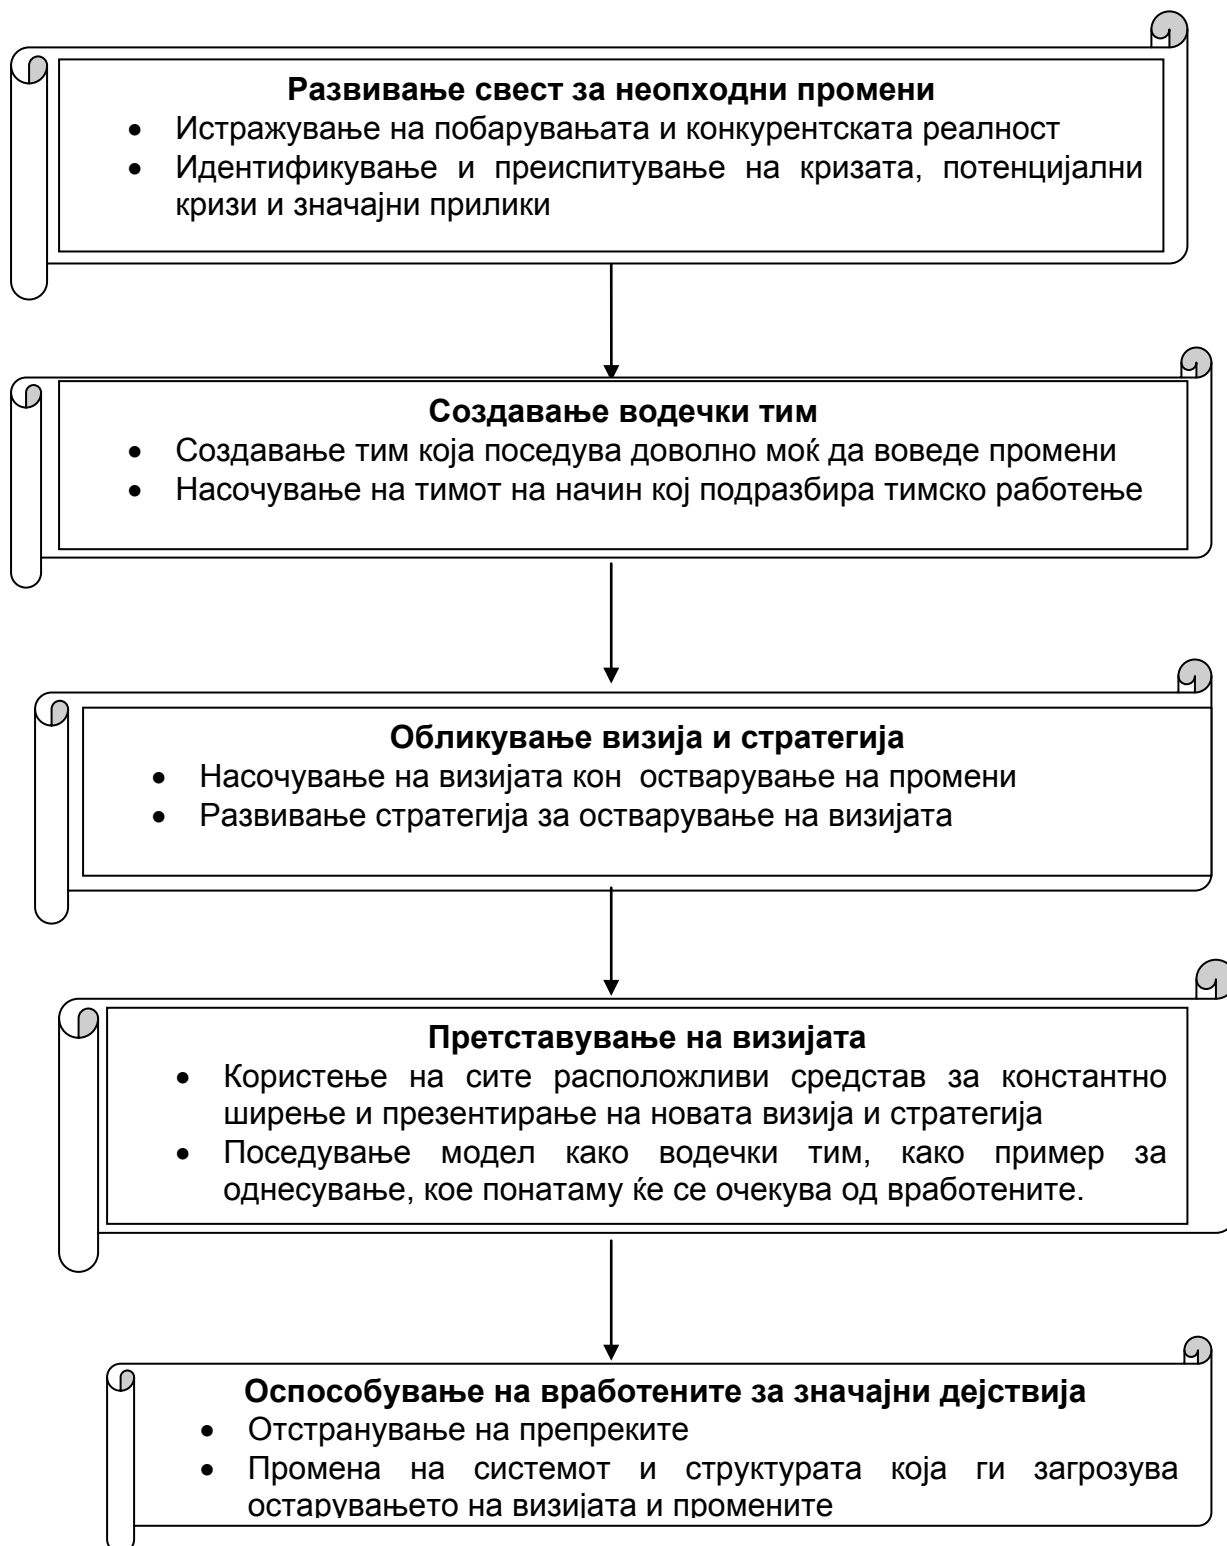 Развивање свест за неопходни промени
• Истражување на побарувањата и конкурентската реалност
• Идентификување и преиспитување на кризата, потенцијални
кризи и значајни прилики
Создавање водечки тим
• Создавање тим која поседува доволно моќ да воведе промени
• Насочување на тимот на начин кој подразбира тимско работење
Обликување визија и стратегија
• Насочување на визијата кон остварување на промени
• Развивање стратегија за остварување на визијата
Претставување на визијата
• Користење на сите расположливи средстав за константно
ширење и презентирање на новата визија и стратегија
• Поседување модел како водечки тим, како пример за
однесување, кое понатаму ќе се очекува од вработените.
Оспособување на вработените за значајни дејствија
• Отстранување на препреките
• Промена на системот и структурата која ги загрозува
остарувањето на визијата и промените